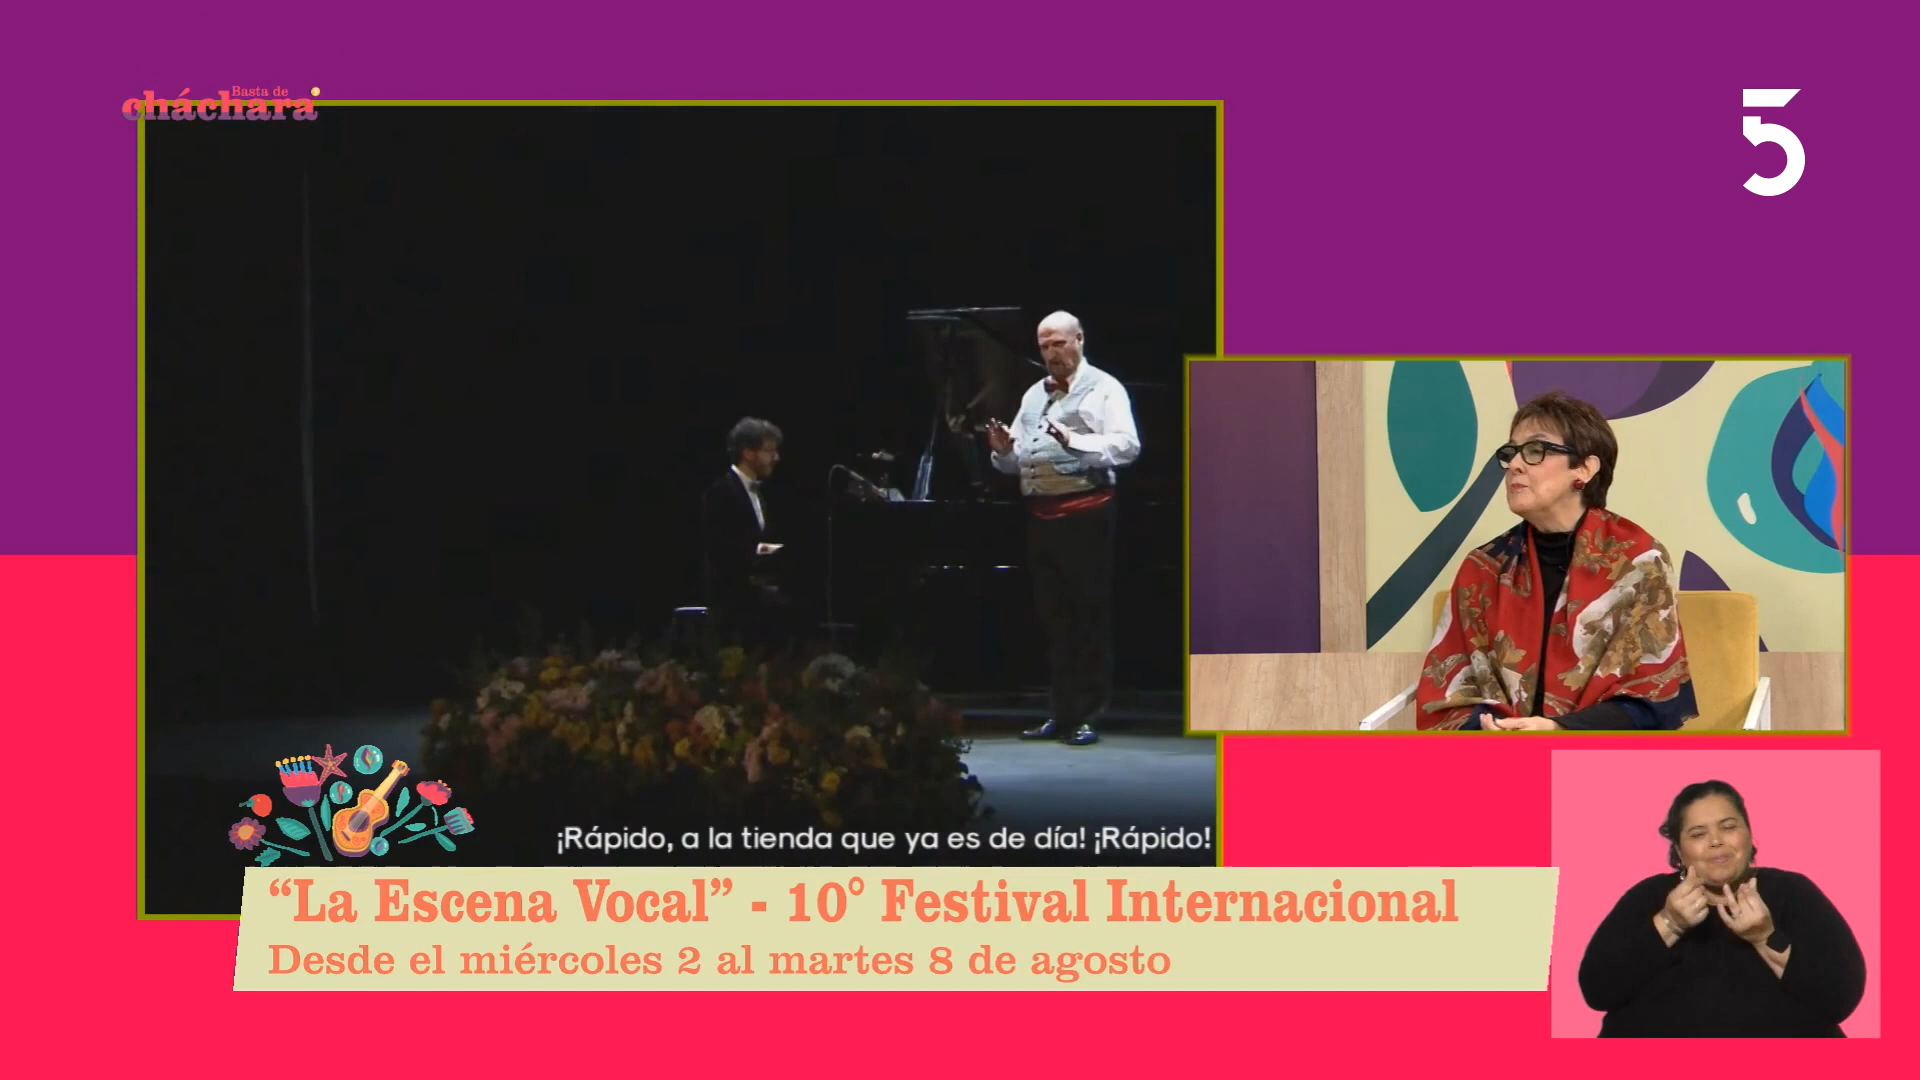 Basta de
cháchara
5
¡Rápido, a la tienda que ya es de día! ¡Rápido!
“La Escena Vocal” - 10° Festival Internacional
Desde el miércoles 2 al martes 8 de agosto